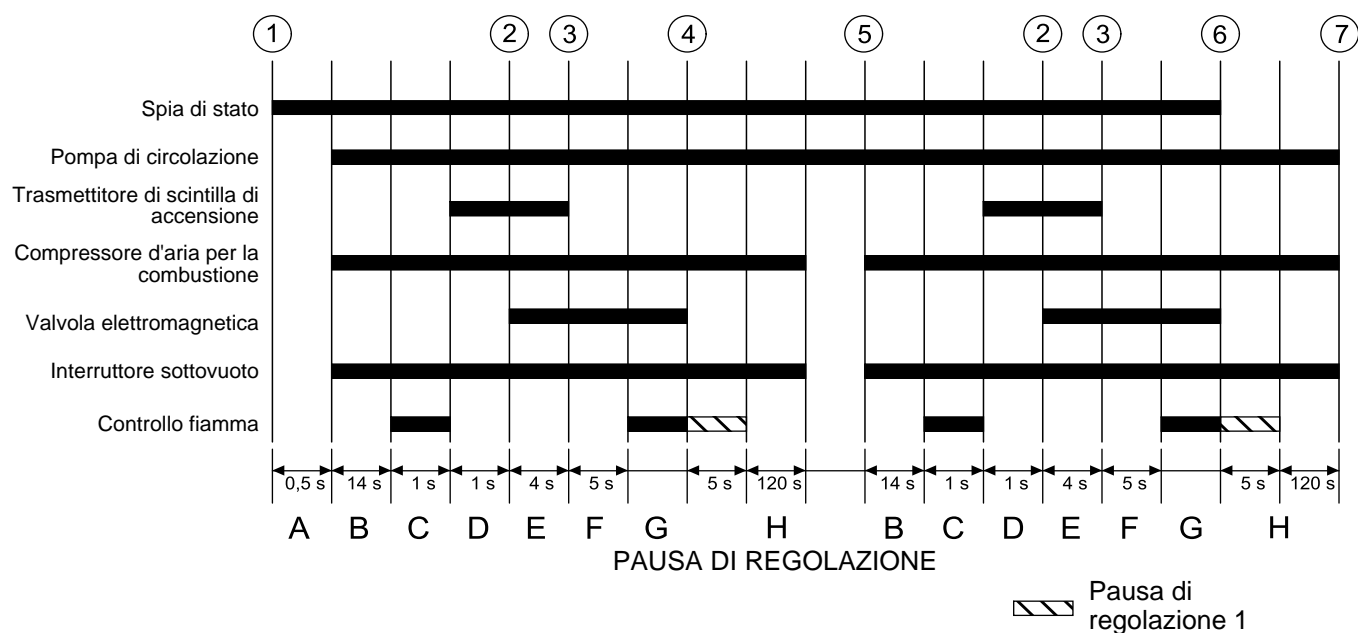 1 2 3 4 5 2 3 6 7
Spia di stato
Pompa di circolazione
Trasmettitore di scintilla di
accensione
Compressore d'aria per la
combustione
Valvola elettromagnetica
Interruttore sottovuoto
Controllo fiamma
0,5 s 14 s 1 s 1 s 4 s 5 s 5 s 120 s 14 s 1 s 1 s 4 s 5 s 5 s 120 s
A B C D E F G H B C D E F G H
PAUSA DI REGOLAZIONE
Pausa di
regolazione 1